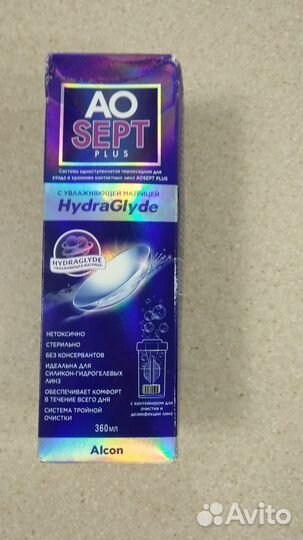 AO
SEPT
PLUS
Система одноступенчатая пероксидная для
ухода и хранения контактных линз AOSEPT PLUS
С УВЛАЖНЯЮЩЕЙ МАТРИЦЕЙ
HydraGlyde
HYDRAGLYDE
УВЛАЖНЯЮЩАЯ МАТРИЦА
НЕТОКСИЧНО
СТЕРИЛЬНО
БЕЗ КОНСЕРВАНТОВ
ИДЕАЛЬНА ДЛЯ
СИЛИКОН-ГИДРОГЕЛЕВЫХ
ЛИНЗ
ОБЕСПЕЧИВАЕТ КОМФОРТ
В ТЕЧЕНИЕ ВСЕГО ДНЯ
СИСТЕМА ТРОЙНОЙ
ОЧИСТКИ
с контейнером для
очистки и
дезинфекции линз
360МЛ
Alcon
Avito